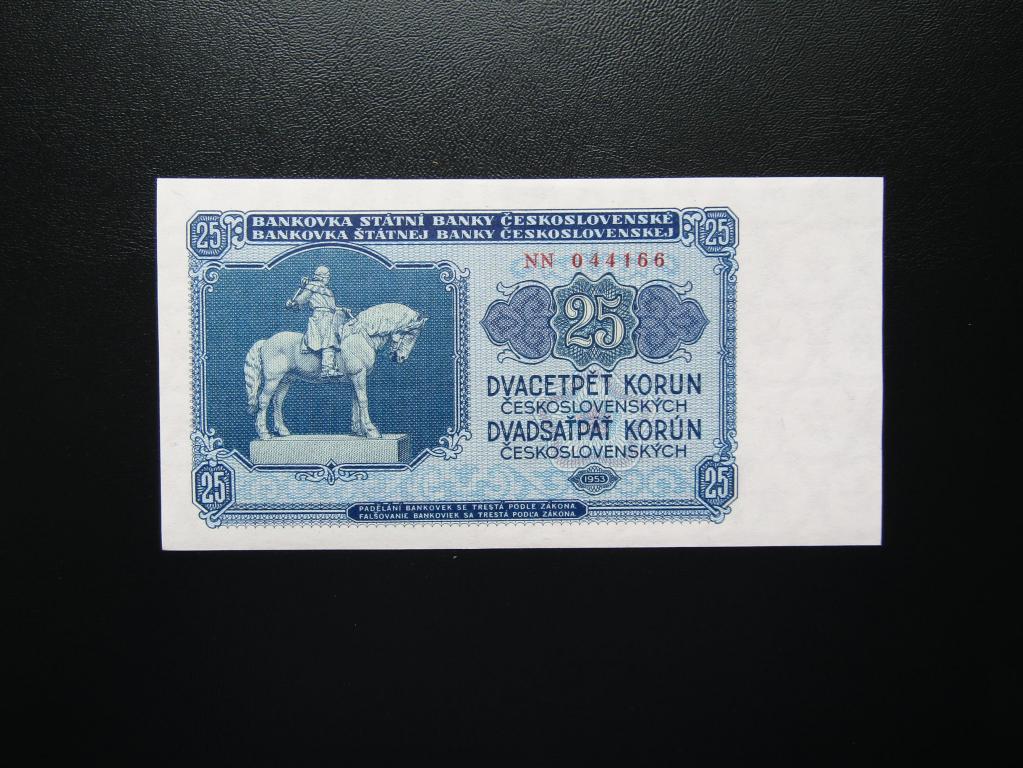 BANKOVKA STÁTNÍ BANKY ČESKOSLOVENSKÉ
BANKOVKA ŠTÁTNEJ BANKY ČESKOSLOVENSKEJ
25
25
NN 044166
25
DVACETPĚT KORUN
ČESKOSLOVENSKÝCH
DVADSAŤPÄŤ KORÚN
ČESKOSLOVENSKÝCH
1953
25
25
PADĚLÁNÍ BANKOVEK SE TRESTÁ PODLE ZÁKONA.
FALŠOVANIE BANKOVIEK SA TRESTÁ PODĽA ZÁKONA.